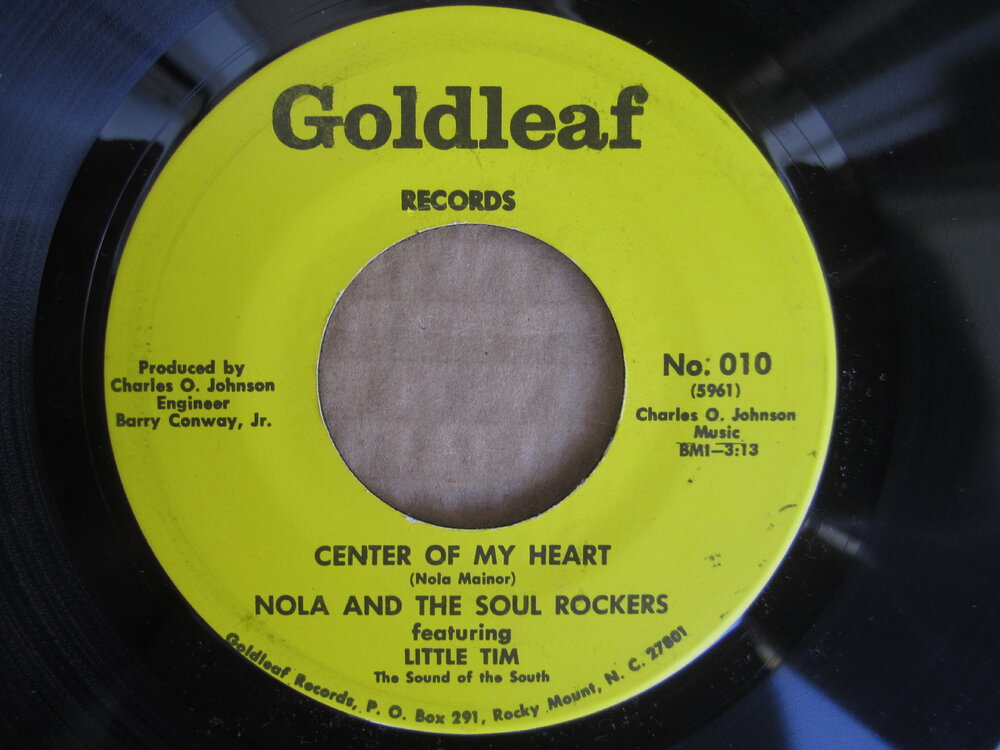 Goldleaf
RECORDS
Produced by
Charles O. Johnson
Engineer
Barry Conway, Jr.
No. 010
(5961)
Charles O. Johnson
Music
BMI—3:13
CENTER OF MY HEART
(Nola Mainor)
NOLA AND THE SOUL ROCKERS
featuring
LITTLE TIM
The Sound of the South
Goldleaf Records, P. O. Box 291, Rocky Mount, N. C. 27801